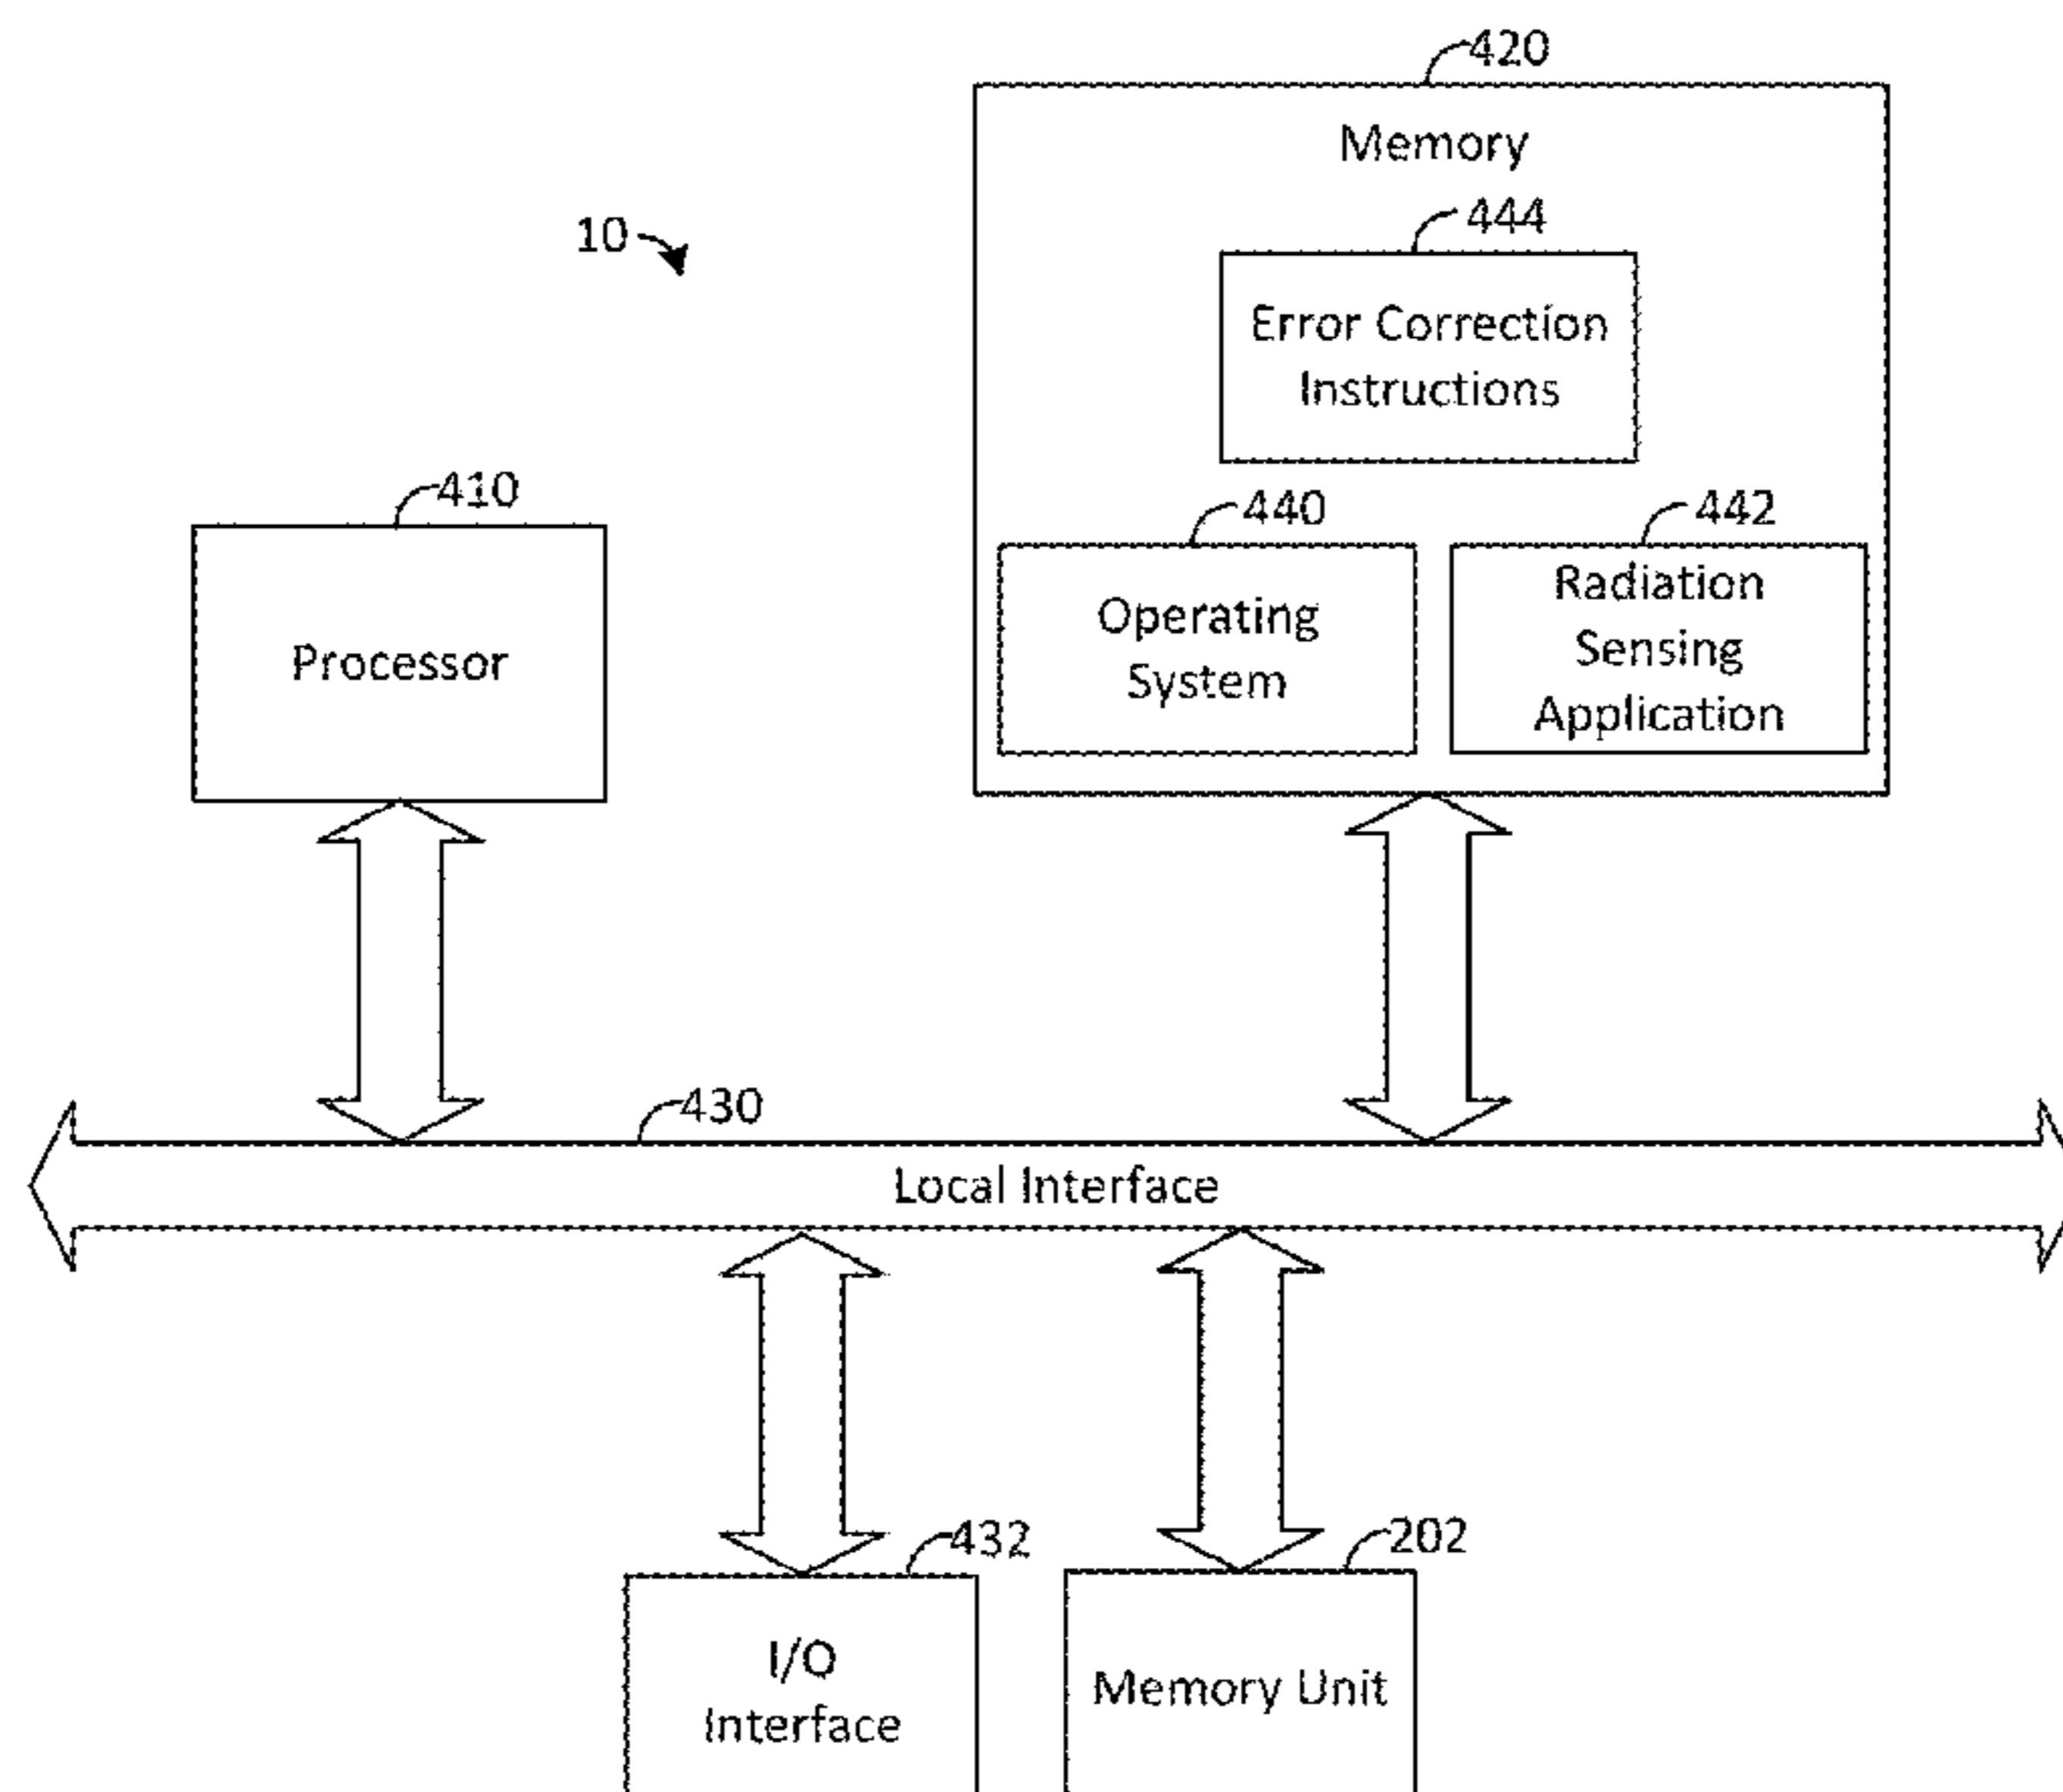 420
Memory
10
444
Error Correction
Instructions
410
440
442
Processor
Operating
System
Radiation
Sensing
Application
430
Local Interface
432
202
I/O
Interface
Memory Unit